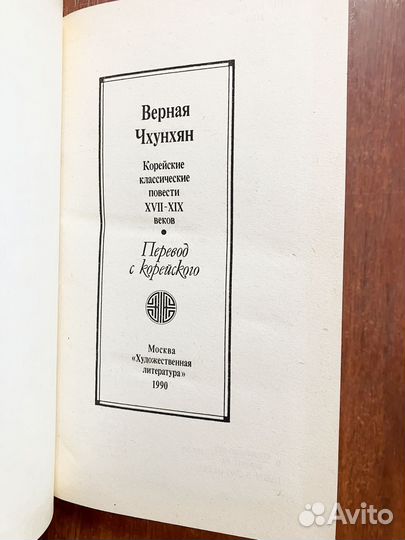 Верная
Чхунхян
Корейские
классические
повести
XVII-XIX
веков
Перевод
с корейского
Москва
«Художественная
литература»
1990
Avito